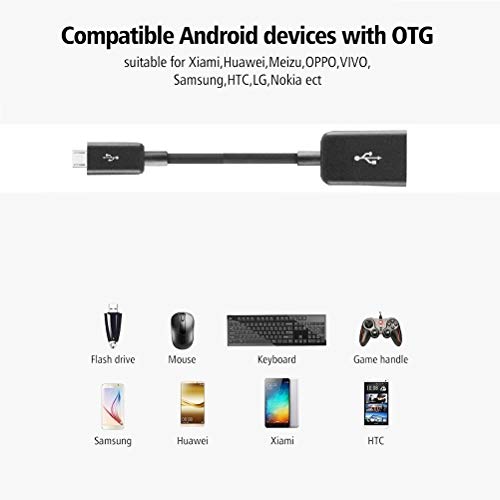 Compatible Android devices with OTG
suitable for Xiami,Huawei,Meizu,OPPO,VIVO,
Samsung,HTC,LG,Nokia ect
Flash drive
Mouse
Keyboard
Game handle
Samsung
Huawei
Xiami
HTC